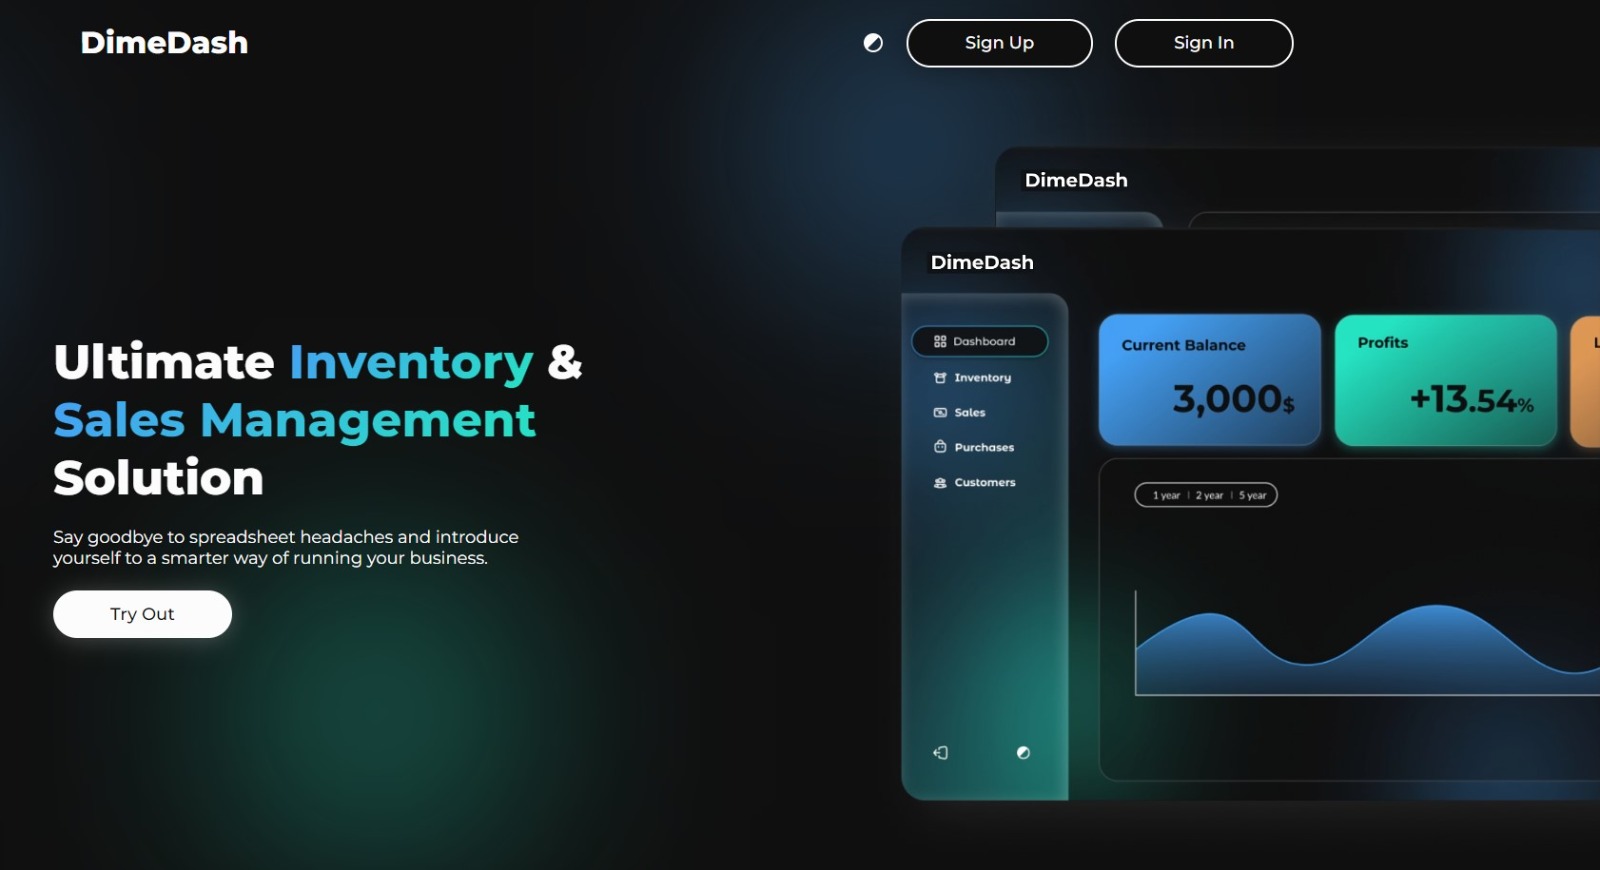 DimeDash
Sign Up
Sign In
Ultimate Inventory &
Sales Management
Solution
Say goodbye to spreadsheet headaches and introduce
yourself to a smarter way of running your business.
Try Out
DimeDash
DimeDash
Dashboard
Inventory
Sales
Purchases
Customers
Current Balance
3,000$
Profits
+13.54%
L
1 year | 2 year | 5 year